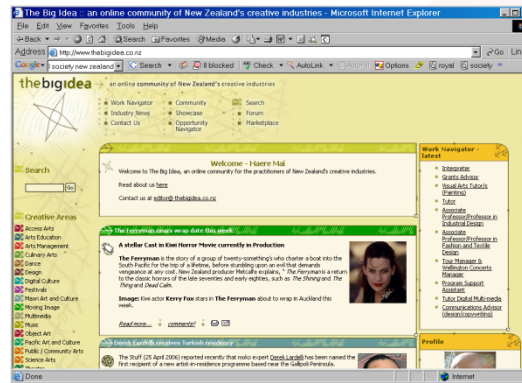 The Big Idea :: an online community of New Zealand's creative industries - Microsoft Internet Explorer
File Edit View Favorites Tools Help
Back Search Favorites Media
Address http://www.thebigidea.co.nz Go Lin
Google society new zealand Search 8 blocked Check AutoLink Options royal society
thebigidea an online community of New Zealand's creative industries
Work Navigator Community Search
Industry News Showcase Forum
Contact Us Opportunity Navigator Marketplace
Search
Go
Creative Areas
Access Arts
Arts Education
Arts Management
Culinary Arts
Dance
Design
Digital Culture
Festivals
Maori Art and Culture
Moving Image
Multimedia
Music
Object Art
Pacific Art and Culture
Public / Community Arts
Science Arts
Welcome - Haere Mai
Welcome to The Big Idea, an online community for the practitioners of New Zealand's creative industries.
Read about us here
Contact us at editor@thebigidea.co.nz
The Ferryman wraps date this week
A stellar Cast in Kiwi Horror Movie currently in Production
The Ferryman is the story of a group of twenty-something's who charter a boat into the
South Pacific for the trip of a lifetime, before stumbling upon an evil that demands
vengeance at any cost. New Zealand producer Metcalfe explains, " The Ferryman is a return
to the classic horrors of the late seventies and early eighties, such as The Shining and The
Thing and Dead Calm.
Image: Kiwi actor Kerry Fox stars in The Ferryman about to wrap in Auckland this
week.
Read more... comments?
Derek Lardelli receives Turkish residency
The Stuff (25 April 2006) reported recently that moko expert Derek Lardelli has been named the
first recipient of a new artist-in-residence programme based near the Gallipoli Peninsula.
Work Navigator -
latest
Interpreter
Grants Advisor
Visual Arts Tutor/s
(Painting)
Tutor
Associate
Professor/Professor in
Industrial Design
Associate
Professor/Professor in
Fashion and Textile
Design
Tour Manager &
Wellington Concerts
Manager
Program Support
Assistant
Tutor Digital Multi-media
Communications Advisor
(design/copywriting)
Profile
Done Internet